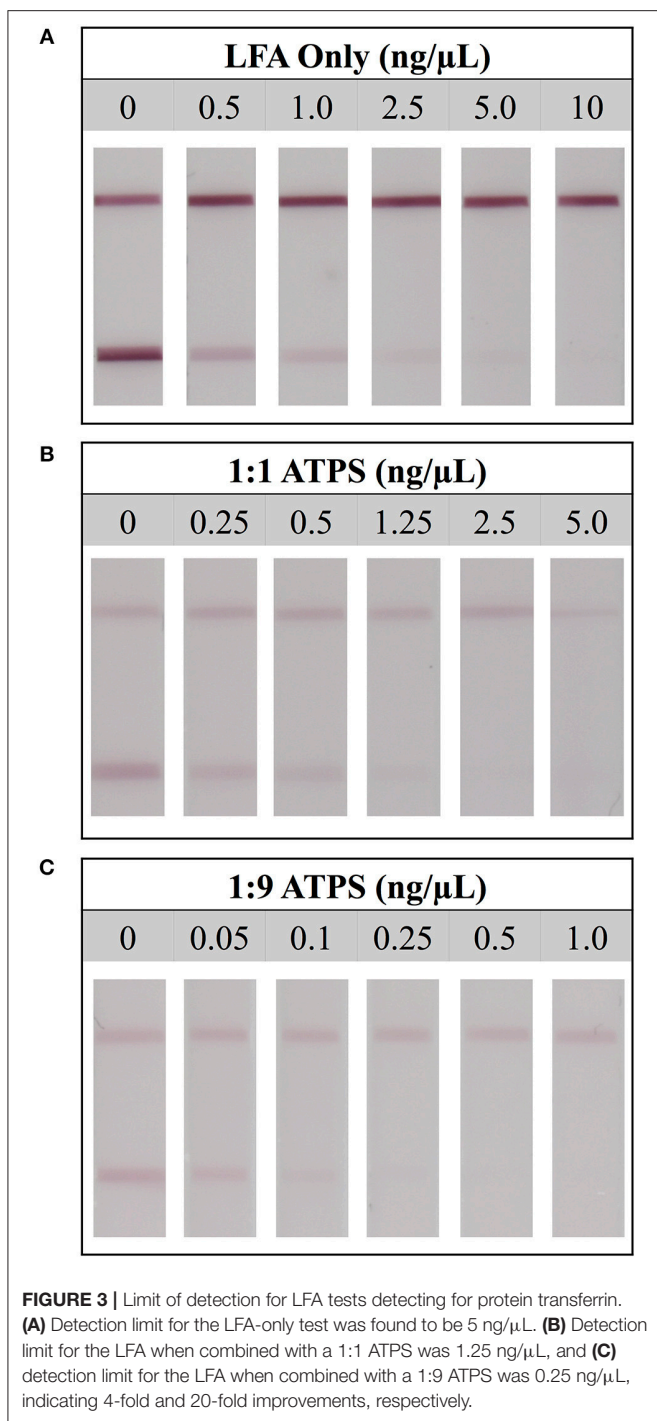 A
LFA Only (ng/μL)
0 0.5 1.0 2.5 5.0 10
B
1:1 ATPS (ng/μL)
0 0.25 0.5 1.25 2.5 5.0
C
1:9 ATPS (ng/μL)
0 0.05 0.1 0.25 0.5 1.0
FIGURE 3 | Limit of detection for LFA tests detecting for protein transferrin.
(A) Detection limit for the LFA-only test was found to be 5 ng/μL. (B) Detection
limit for the LFA when combined with a 1:1 ATPS was 1.25 ng/μL, and (C)
detection limit for the LFA when combined with a 1:9 ATPS was 0.25 ng/μL,
indicating 4-fold and 20-fold improvements, respectively.